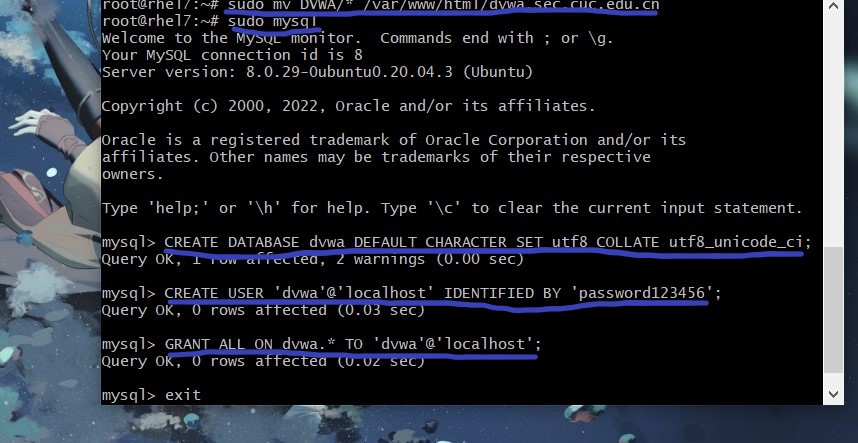 root@rhel7:~# sudo mv DVWA/* /var/www/html/dvwa.sec.cuc.edu.cn
root@rhel7:~# sudo mysql
Welcome to the MySQL monitor.  Commands end with ; or \g.
Your MySQL connection id is 8
Server version: 8.0.29-0ubuntu0.20.04.3 (Ubuntu)
Copyright (c) 2000, 2022, Oracle and/or its affiliates.
Oracle is a registered trademark of Oracle Corporation and/or its
affiliates. Other names may be trademarks of their respective
owners.
Type 'help;' or '\h' for help. Type '\c' to clear the current input statement.
mysql> CREATE DATABASE dvwa DEFAULT CHARACTER SET utf8 COLLATE utf8_unicode_ci;
Query OK, 1 row affected, 2 warnings (0.00 sec)
mysql> CREATE USER 'dvwa'@'localhost' IDENTIFIED BY 'password123456';
Query OK, 0 rows affected (0.03 sec)
mysql> GRANT ALL ON dvwa.* TO 'dvwa'@'localhost';
Query OK, 0 rows affected (0.02 sec)
mysql> exit